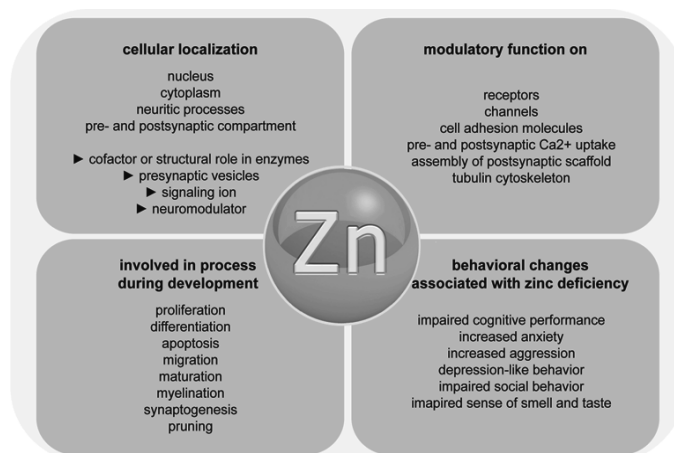 cellular localization
nucleus
cytoplasm
neuritic processes
pre- and postsynaptic compartment
► cofactor or structural role in enzymes
► presynaptic vesicles
► signaling ion
► neuromodulator
modulatory function on
receptors
channels
cell adhesion molecules
pre- and postsynaptic Ca2+ uptake
assembly of postsynaptic scaffold
tubulin cytoskeleton
Zn
involved in process
during development
proliferation
differentiation
apoptosis
migration
maturation
myelination
synaptogenesis
pruning
behavioral changes
associated with zinc deficiency
impaired cognitive performance
increased anxiety
increased aggression
depression-like behavior
impaired social behavior
imapired sense of smell and taste